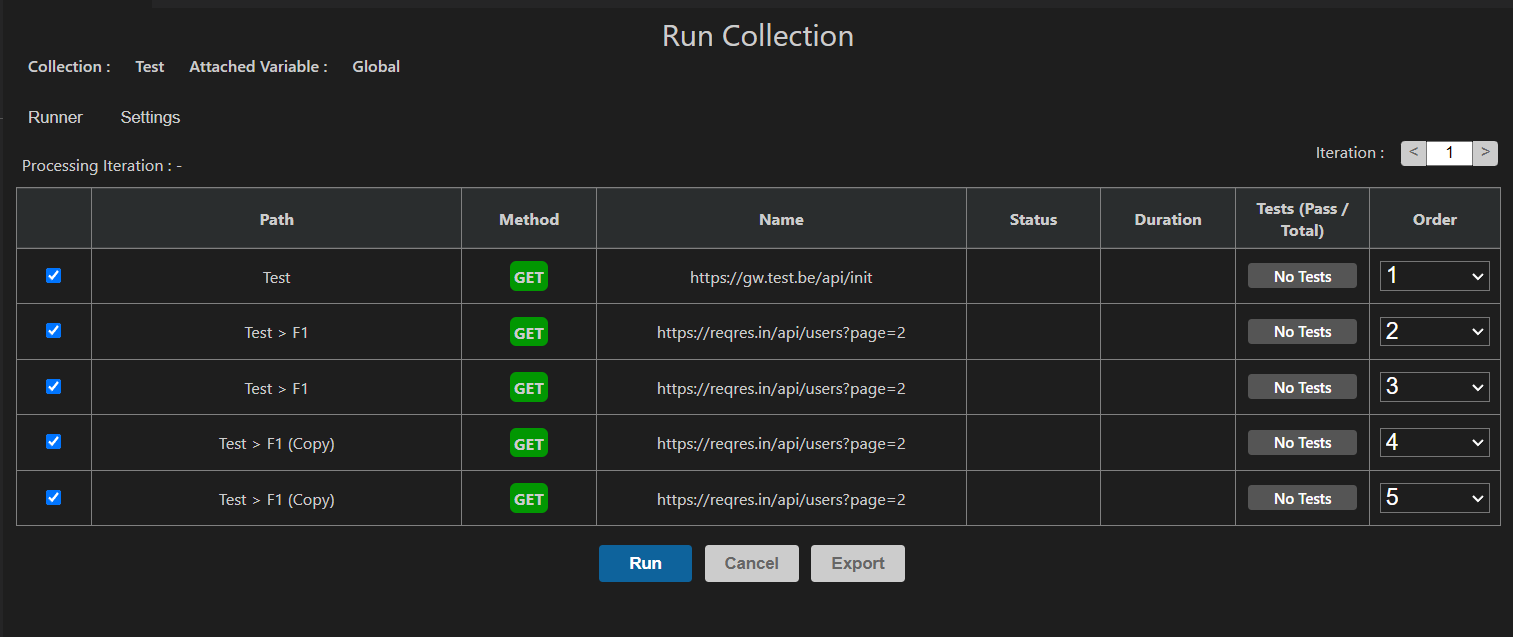 Run Collection
Collection : Test Attached Variable : Global
Runner Settings
Iteration : < 1 >
Processing Iteration : -
Path Method Name Status Duration Tests (Pass / Total) Order
Test GET https://gw.test.be/api/init No Tests 1
Test > F1 GET https://reqres.in/api/users?page=2 No Tests 2
Test > F1 GET https://reqres.in/api/users?page=2 No Tests 3
Test > F1 (Copy) GET https://reqres.in/api/users?page=2 No Tests 4
Test > F1 (Copy) GET https://reqres.in/api/users?page=2 No Tests 5
Run Cancel Export